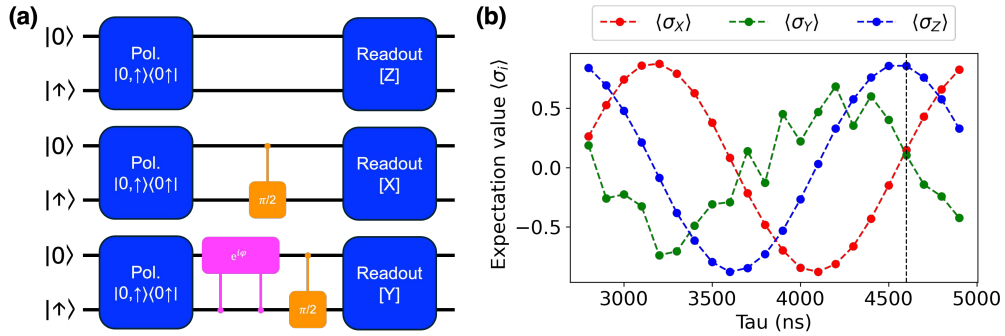 (a)
|0⟩
|↑⟩
Pol.
|0,↑⟩⟨0↑|
Readout
[Z]
|0⟩
|↑⟩
Pol.
|0,↑⟩⟨0↑|
π/2
Readout
[X]
|0⟩
|↑⟩
Pol.
|0,↑⟩⟨0↑|
e^{iφ}
π/2
Readout
[Y]
(b)
⟨σ_X⟩ ⟨σ_Y⟩ ⟨σ_Z⟩
Expectation value ⟨σ_i⟩
0.5
0.0
−0.5
3000 3500 4000 4500 5000
Tau (ns)